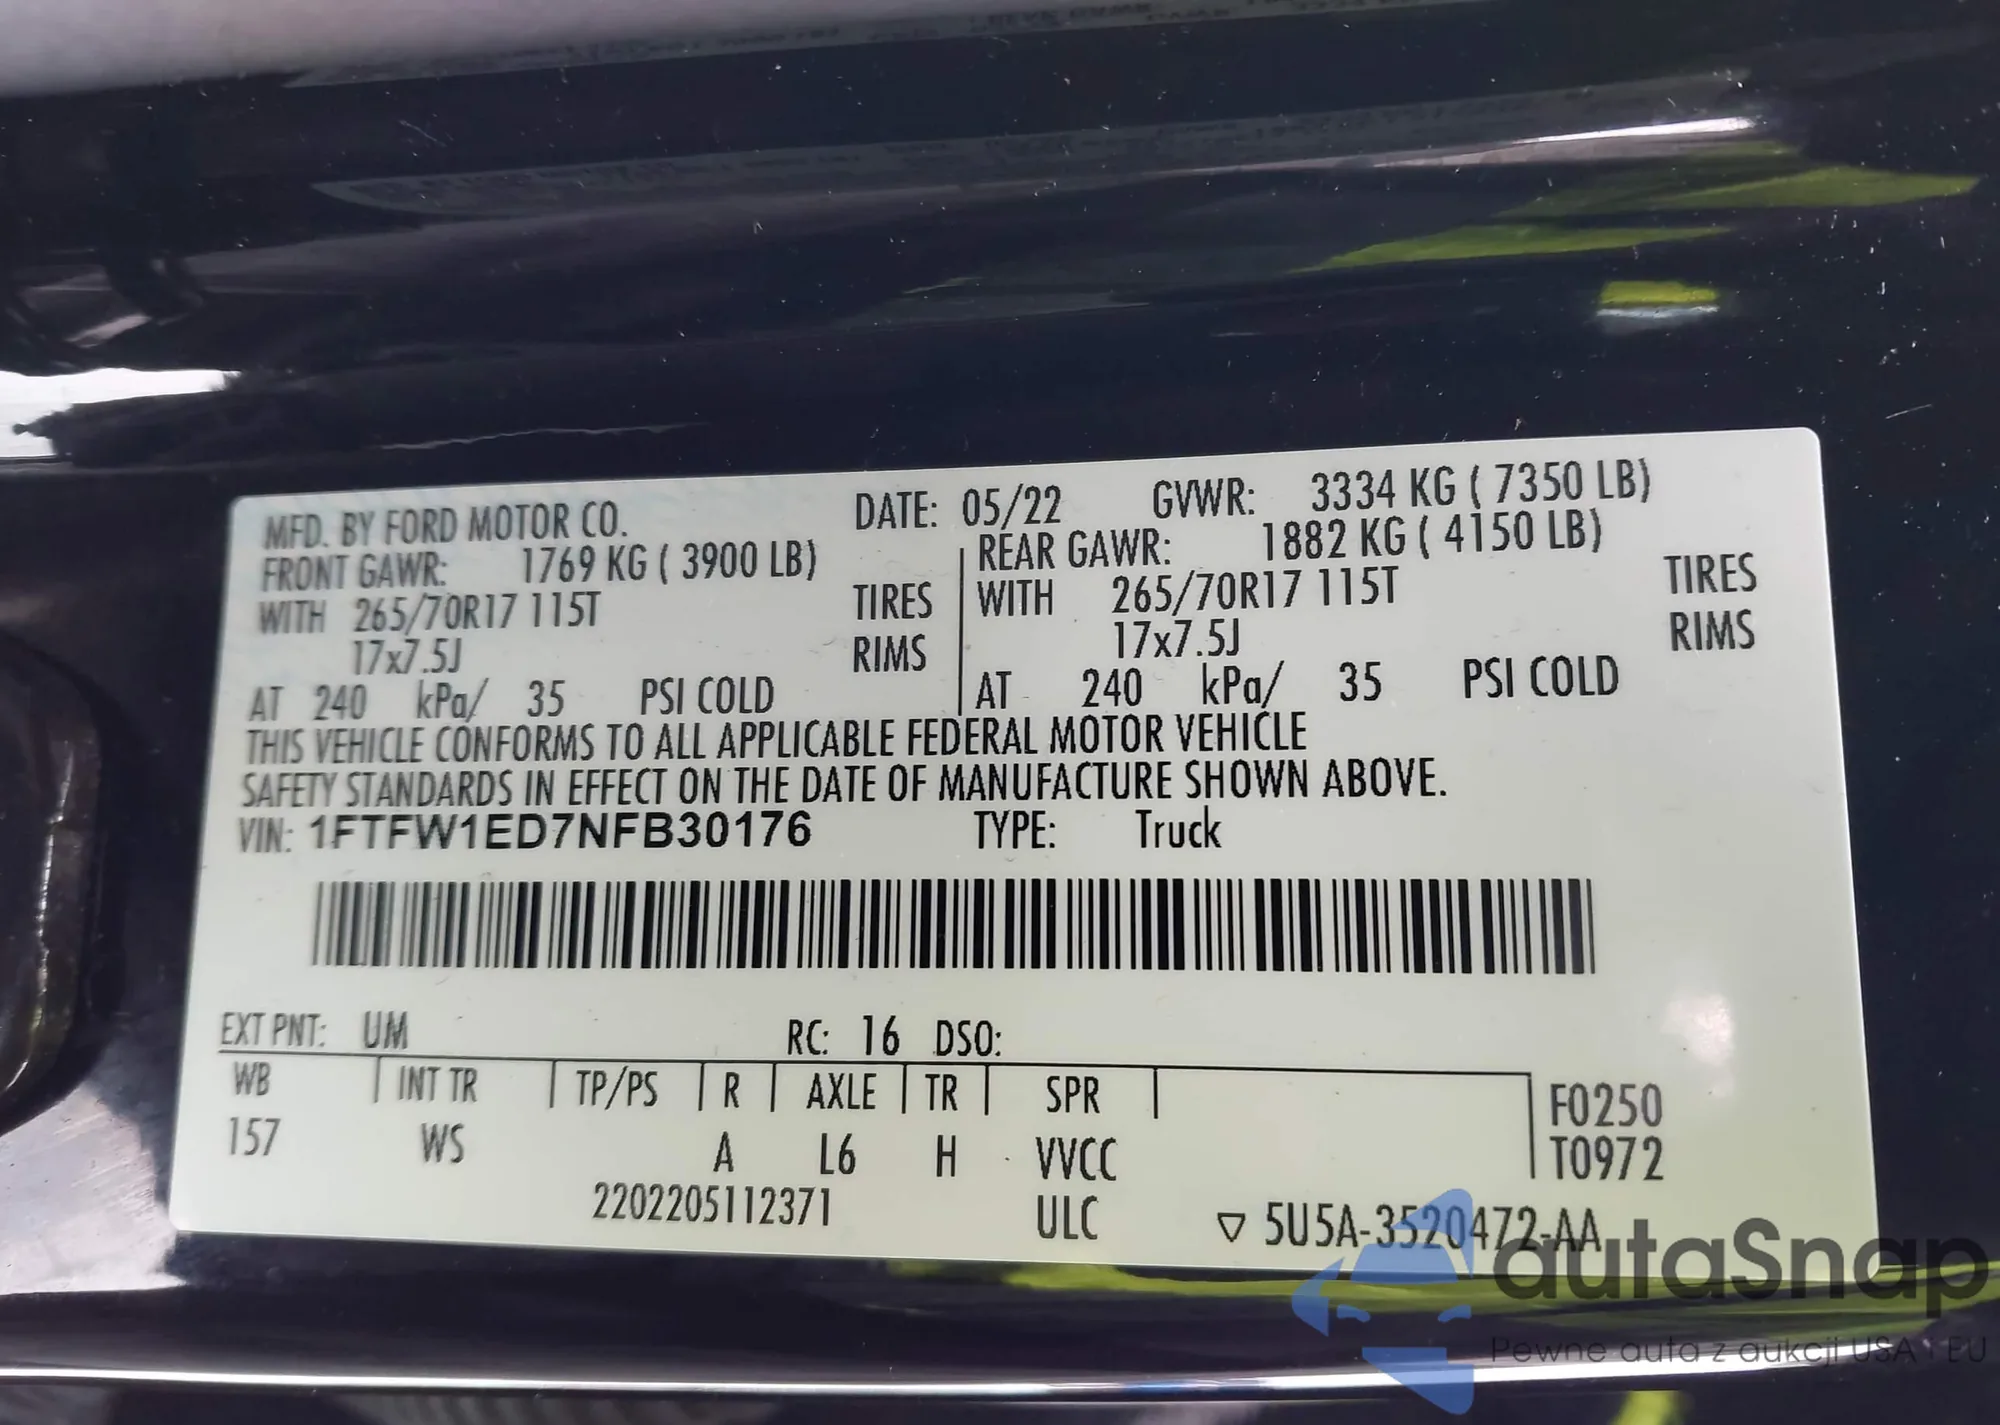 MFD. BY FORD MOTOR CO. DATE: 05/22 GVWR: 3334 KG ( 7350 LB)
FRONT GAWR: 1769 KG ( 3900 LB) REAR GAWR: 1882 KG ( 4150 LB)
WITH 265/70R17 115T TIRES WITH 265/70R17 115T TIRES
17x7.5J RIMS 17x7.5J RIMS
AT 240 kPa/ 35 PSI COLD AT 240 kPa/ 35 PSI COLD
THIS VEHICLE CONFORMS TO ALL APPLICABLE FEDERAL MOTOR VEHICLE
SAFETY STANDARDS IN EFFECT ON THE DATE OF MANUFACTURE SHOWN ABOVE.
VIN: 1FTFW1ED7NFB30176 TYPE: Truck
EXT PNT: UM RC: 16 DSO:
WB INT TR TP/PS R AXLE TR SPR F0250
157 WS A L6 H VVCC T0972
2202205112371 ULC ▽ 5U5A-3520472-AA
autaSnap
Pewne auta z aukcji USA i EU